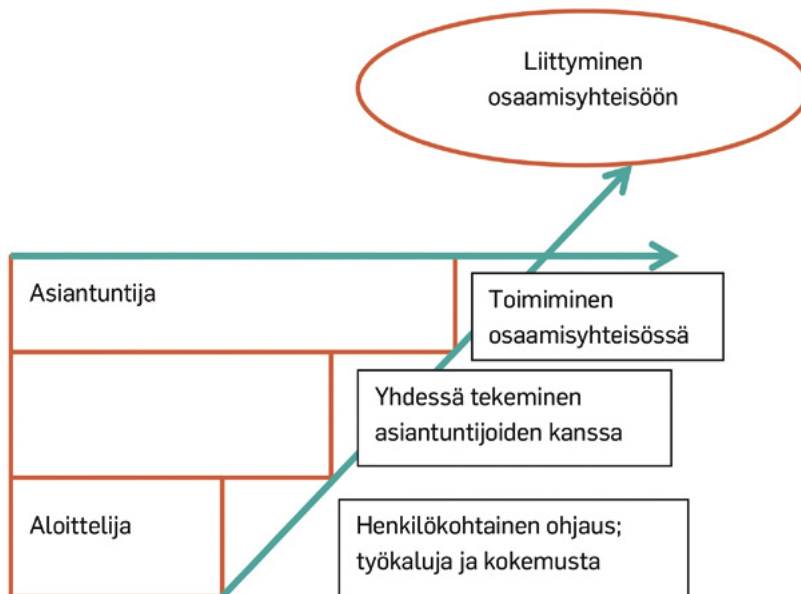 Liittyminen
osaamisyhteisöön
Asiantuntija
Toimiminen
osaamisyhteisössä
Yhdessä tekeminen
asiantuntijoiden kanssa
Aloittelija
Henkilökohtainen ohjaus;
työkaluja ja kokemusta